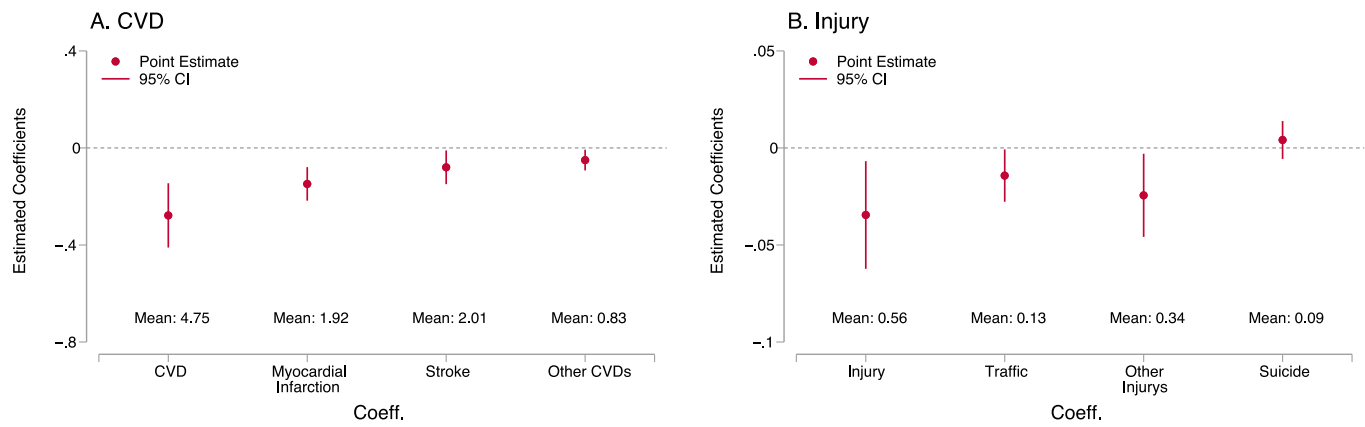 A. CVD
.4
0
−.4
−.8
Estimated Coefficients
Point Estimate
95% CI
Mean: 4.75
Mean: 1.92
Mean: 2.01
Mean: 0.83
CVD
Myocardial
Infarction
Stroke
Other CVDs
Coeff.
B. Injury
.05
0
−.05
−.1
Estimated Coefficients
Point Estimate
95% CI
Mean: 0.56
Mean: 0.13
Mean: 0.34
Mean: 0.09
Injury
Traffic
Other
Injurys
Suicide
Coeff.